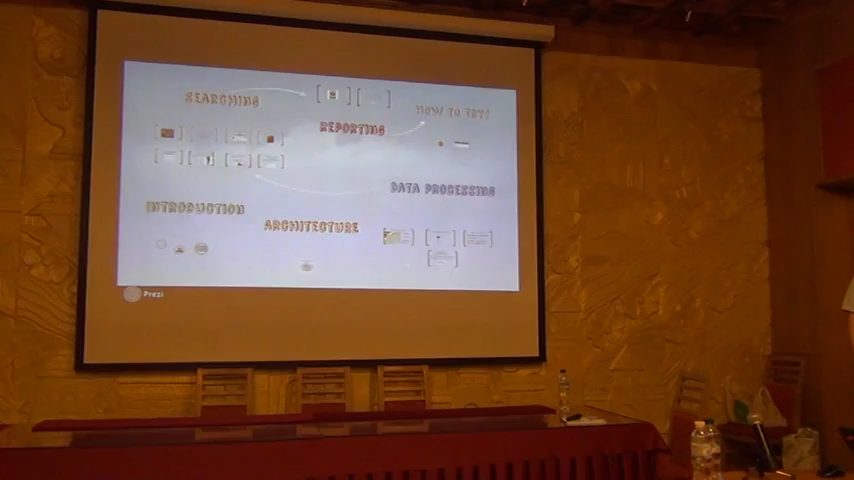 SEARCHING
HOW TO TRY?
REPORTING
DATA PROCESSING
INTRODUCTION
ARCHITECTURE
Prezi